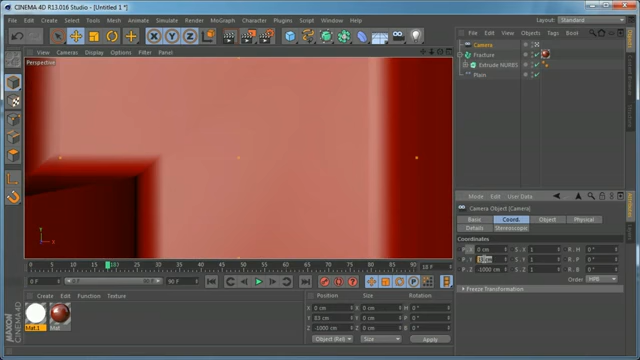 CINEMA 4D R13.016 Studio - [Untitled 1 *]
File Edit Create Select Tools Mesh Animate Simulate Render MoGraph Character Plugins Script Window Help
Layout: Standard
View Cameras Display Options Filter Panel
File Edit View Objects Tags Book
Perspective
Camera
Fracture
Extrude NURBS
Plain
Mode Edit User Data
Camera Object [Camera]
Basic Coord. Object Physical
Details Stereoscopic
Coordinates
P. X 0 cm S. X 1 R. H 0 °
P. Y S. Y 1 R. P 0 °
P. Z -1000 cm S. Z 1 R. B 0 °
Order HPB
Freeze Transformation
0 5 10 15 20 25 30 35 40 45 50 55 60 65 70 75 80 85 90
18 F
0 F 0 F 90 F 90 F
Create Edit Function Texture
Mat.1 Mat
Position Size Rotation
X 0 cm X 0 cm H 0 °
Y 83 cm Y 0 cm P 0 °
Z -1000 cm Z 0 cm B 0 °
Object (Rel) Size Apply
MAXON
CINEMA 4D